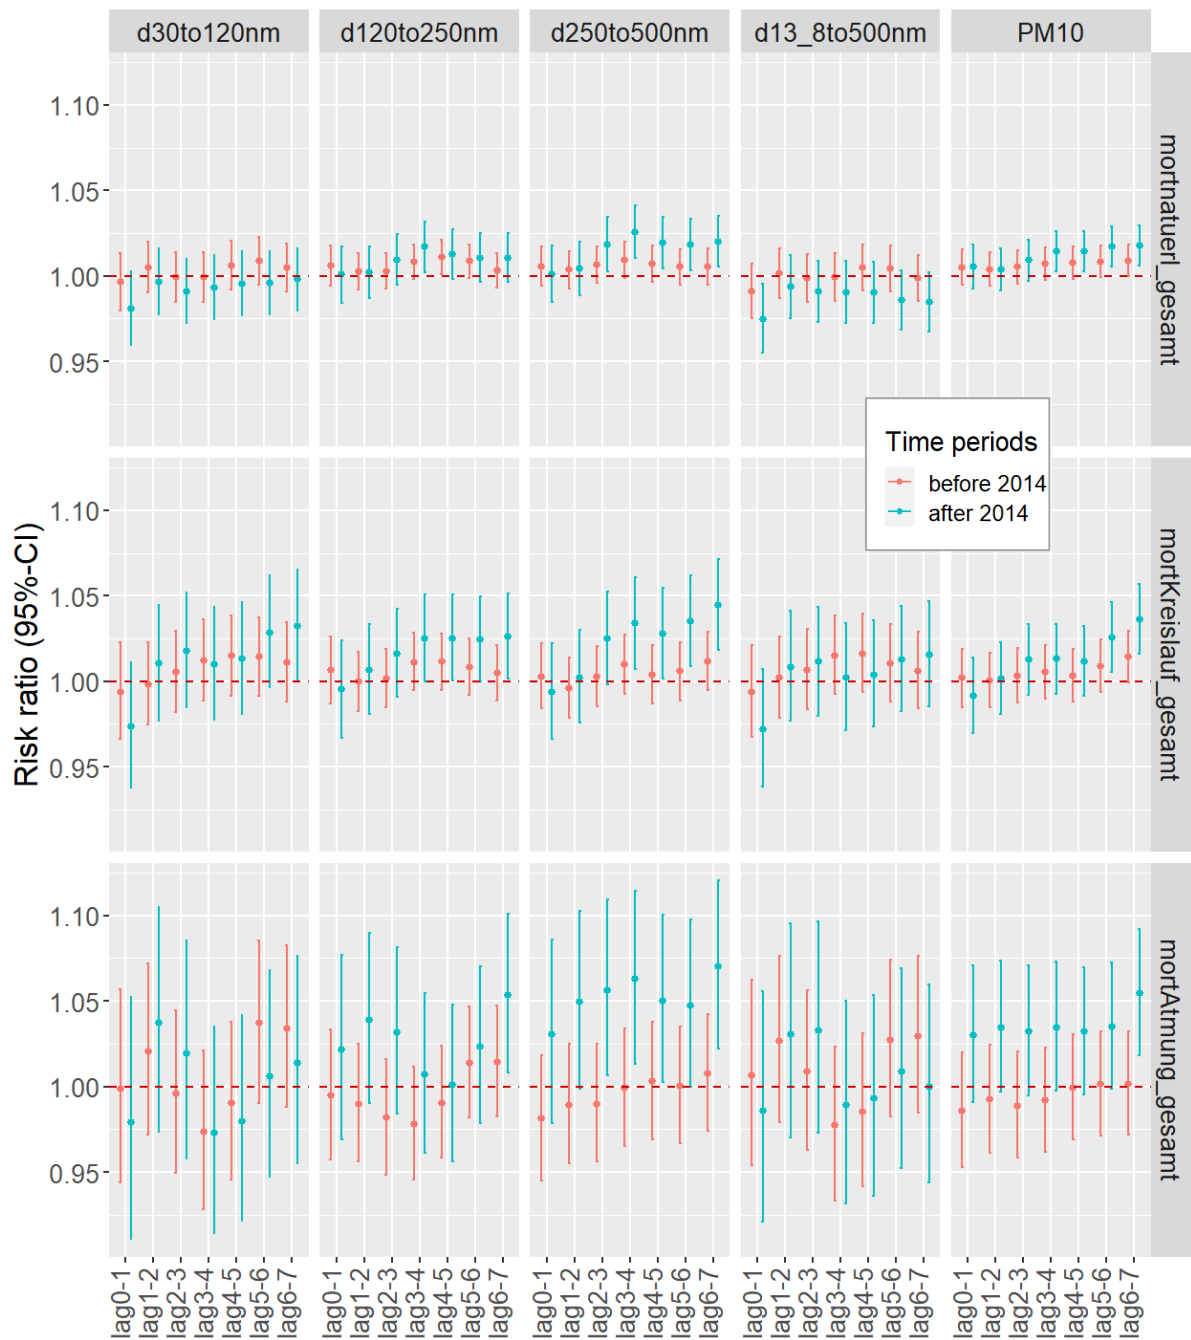 d30to120nm d120to250nm d250to500nm d13_8to500nm PM10
1.10
1.05
1.00
0.95
mortnatuerl_gesamt
Time periods
before 2014
after 2014
Risk ratio (95%-CI)
1.10
1.05
1.00
0.95
mortKreislauf_gesamt
1.10
1.05
1.00
0.95
mortAtmung_gesamt
lag0-1 lag1-2 lag2-3 lag3-4 lag4-5 lag5-6 lag6-7 lag0-1 lag1-2 lag2-3 lag3-4 lag4-5 lag5-6 lag6-7 lag0-1 lag1-2 lag2-3 lag3-4 lag4-5 lag5-6 lag6-7 lag0-1 lag1-2 lag2-3 lag3-4 lag4-5 lag5-6 lag6-7 lag0-1 lag1-2 lag2-3 lag3-4 lag4-5 lag5-6 lag6-7